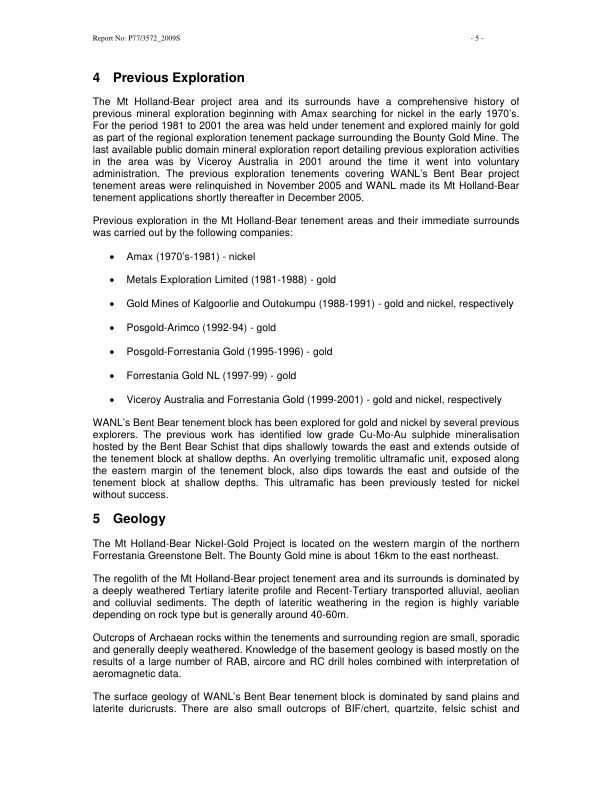 Report No: P77/3572_2009S - 5 -
4 Previous Exploration
The Mt Holland-Bear project area and its surrounds have a comprehensive history of
previous mineral exploration beginning with Amax searching for nickel in the early 1970's.
For the period 1981 to 2001 the area was held under tenement and explored mainly for gold
as part of the regional exploration tenement package surrounding the Bounty Gold Mine. The
last available public domain mineral exploration report detailing previous exploration activities
in the area was by Viceroy Australia in 2001 around the time it went into voluntary
administration. The previous exploration tenements covering WANL's Bent Bear project
tenement areas were relinquished in November 2005 and WANL made its Mt Holland-Bear
tenement applications shortly thereafter in December 2005.
Previous exploration in the Mt Holland-Bear tenement areas and their immediate surrounds
was carried out by the following companies:
• Amax (1970's-1981) - nickel
• Metals Exploration Limited (1981-1988) - gold
• Gold Mines of Kalgoorlie and Outokumpu (1988-1991) - gold and nickel, respectively
• Posgold-Arimco (1992-94) - gold
• Posgold-Forrestania Gold (1995-1996) - gold
• Forrestania Gold NL (1997-99) - gold
• Viceroy Australia and Forrestania Gold (1999-2001) - gold and nickel, respectively
WANL's Bent Bear tenement block has been explored for gold and nickel by several previous
explorers. The previous work has identified low grade Cu-Mo-Au sulphide mineralisation
hosted by the Bent Bear Schist that dips shallowly towards the east and extends outside of
the tenement block at shallow depths. An overlying tremolitic ultramafic unit, exposed along
the eastern margin of the tenement block, also dips towards the east and outside of the
tenement block at shallow depths. This ultramafic has been previously tested for nickel
without success.
5 Geology
The Mt Holland-Bear Nickel-Gold Project is located on the western margin of the northern
Forrestania Greenstone Belt. The Bounty Gold mine is about 16km to the east northeast.
The regolith of the Mt Holland-Bear project tenement area and its surrounds is dominated by
a deeply weathered Tertiary laterite profile and Recent-Tertiary transported alluvial, aeolian
and colluvial sediments. The depth of lateritic weathering in the region is highly variable
depending on rock type but is generally around 40-60m.
Outcrops of Archaean rocks within the tenements and surrounding region are small, sporadic
and generally deeply weathered. Knowledge of the basement geology is based mostly on the
results of a large number of RAB, aircore and RC drill holes combined with interpretation of
aeromagnetic data.
The surface geology of WANL's Bent Bear tenement block is dominated by sand plains and
laterite duricrusts. There are also small outcrops of BIF/chert, quartzite, felsic schist and